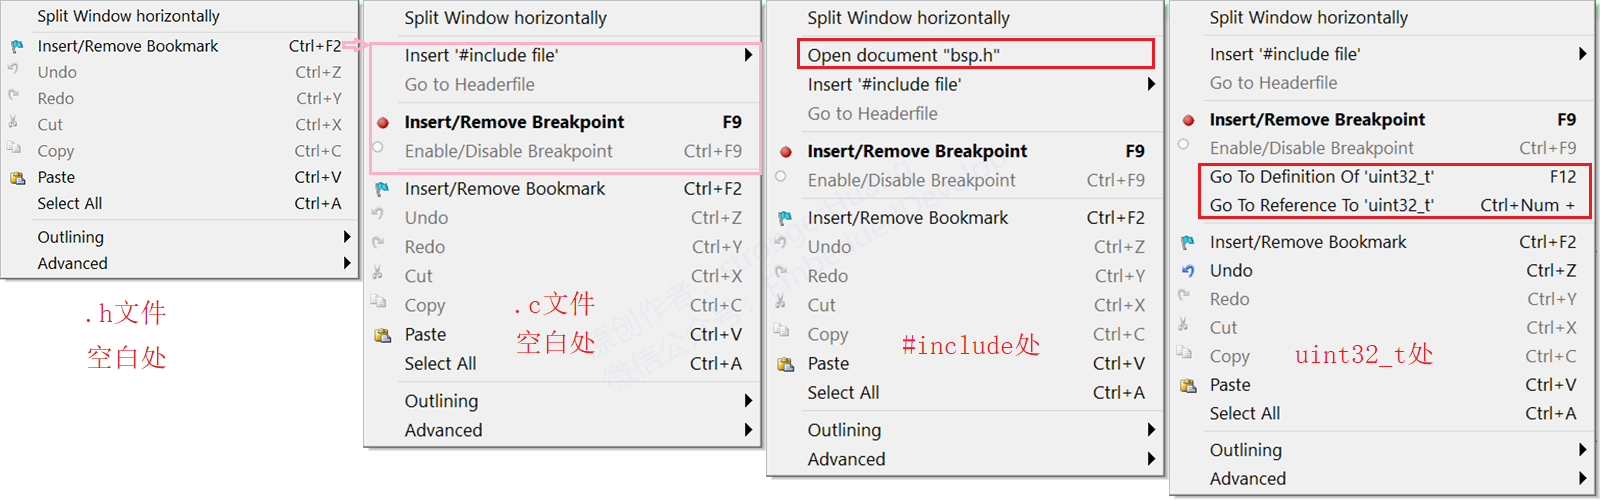 Split Window horizontally
Insert/Remove Bookmark Ctrl+F2
Undo Ctrl+Z
Redo Ctrl+Y
Cut Ctrl+X
Copy Ctrl+C
Paste Ctrl+V
Select All Ctrl+A
Outlining
Advanced
.h文件
空白处
Split Window horizontally
Insert '#include file'
Go to Headerfile
Insert/Remove Breakpoint F9
Enable/Disable Breakpoint Ctrl+F9
Insert/Remove Bookmark Ctrl+F2
Undo Ctrl+Z
Redo Ctrl+Y
Cut Ctrl+X
Copy Ctrl+C
Paste Ctrl+V
Select All Ctrl+A
Outlining
Advanced
.c文件
空白处
Split Window horizontally
Open document "bsp.h"
Insert '#include file'
Go to Headerfile
Insert/Remove Breakpoint F9
Enable/Disable Breakpoint Ctrl+F9
Insert/Remove Bookmark Ctrl+F2
Undo Ctrl+Z
Redo Ctrl+Y
Cut Ctrl+X
Copy Ctrl+C
Paste Ctrl+V
Select All Ctrl+A
Outlining
Advanced
#include处
Split Window horizontally
Insert '#include file'
Go to Headerfile
Insert/Remove Breakpoint F9
Enable/Disable Breakpoint Ctrl+F9
Go To Definition Of 'uint32_t' F12
Go To Reference To 'uint32_t' Ctrl+Num +
Insert/Remove Bookmark Ctrl+F2
Undo Ctrl+Z
Redo Ctrl+Y
Cut Ctrl+X
Copy Ctrl+C
Paste Ctrl+V
Select All Ctrl+A
Outlining
Advanced
uint32_t处